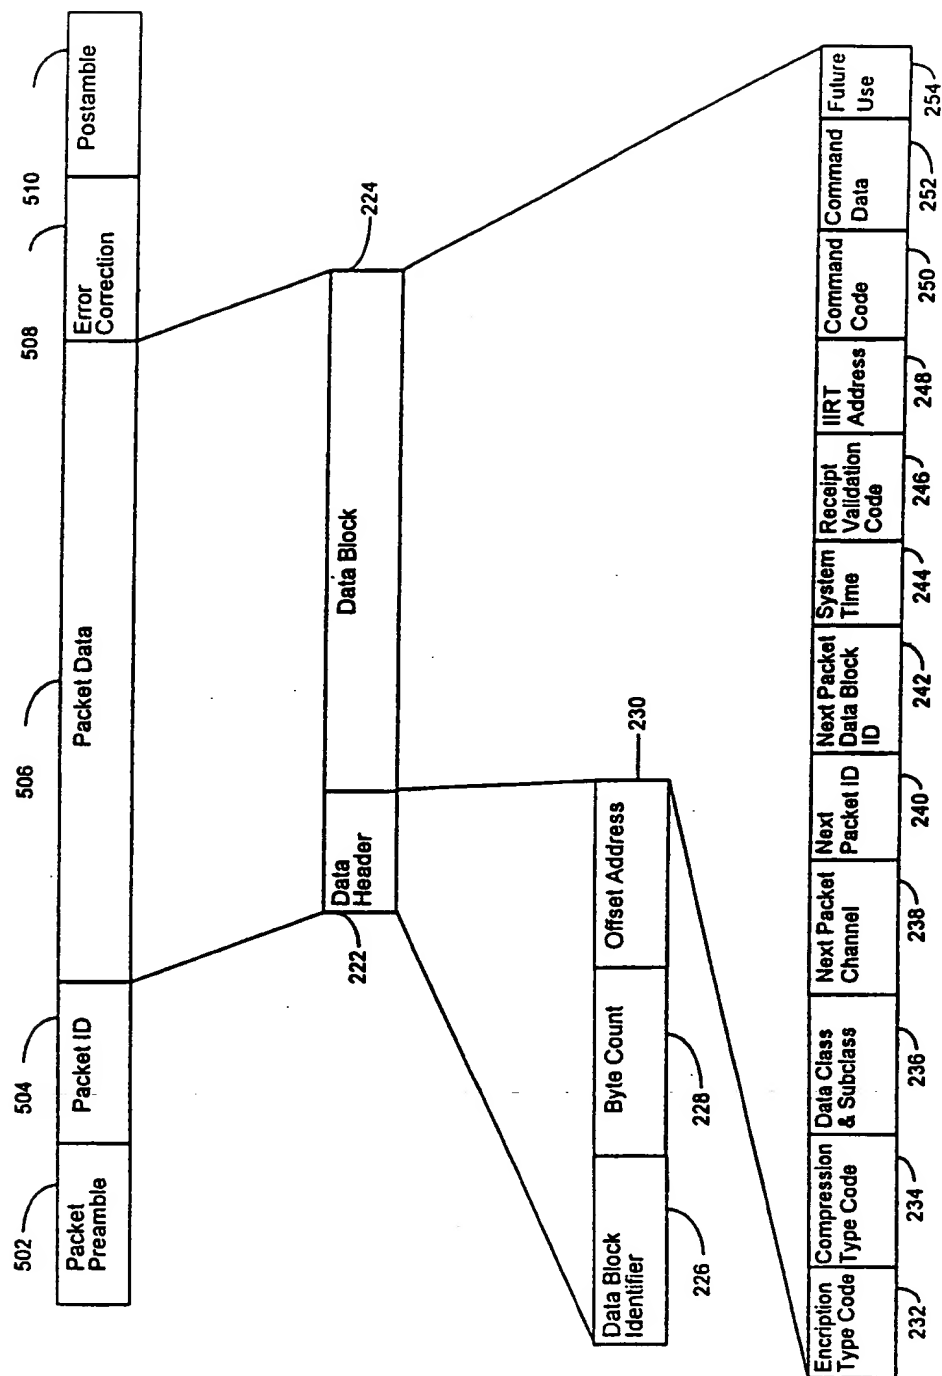 502
504
506
508
510
Packet
Preamble
Packet ID
Packet Data
Error
Correction
Postamble
Data
Header
Data Block
222
224
Data Block
Identifier
Byte Count
Offset Address
226
228
230
Encription
Type Code
Compression
Type Code
Data Class
& Subclass
Next Packet
Channel
Next
Packet ID
Next Packet
Data Block
ID
System
Time
Receipt
Validation
Code
IIRT
Address
Command
Code
Command
Data
Future
Use
232
234
236
238
240
242
244
246
248
250
252
254